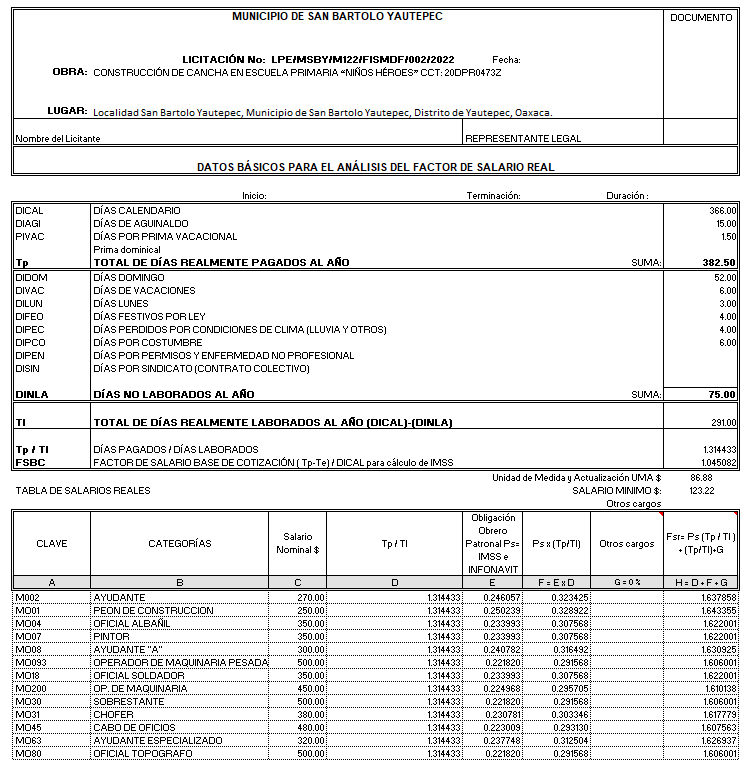 MUNICIPIO DE SAN BARTOLO YAUTEPEC
DOCUMENTO
LICITACIÓN No: LPE/MSBY/M122/FISMDF/002/2022 Fecha:
OBRA: CONSTRUCCIÓN DE CANCHA EN ESCUELA PRIMARIA "NIÑOS HÉROES" CCT: 20DPR0473Z
LUGAR: Localidad San Bartolo Yautepec, Municipio de San Bartolo Yautepec, Distrito de Yautepec, Oaxaca.
Nombre del Licitante REPRESENTANTE LEGAL
DATOS BÁSICOS PARA EL ANÁLISIS DEL FACTOR DE SALARIO REAL
Inicio: Terminación: Duración :
DICAL DÍAS CALENDARIO 366.00
DIAGI DÍAS DE AGUINALDO 15.00
PIVAC DÍAS POR PRIMA VACACIONAL 1.50
Prima dominical
Tp TOTAL DE DÍAS REALMENTE PAGADOS AL AÑO SUMA: 382.50
DIDOM DÍAS DOMINGO 52.00
DIVAC DÍAS DE VACACIONES 6.00
DILUN DÍAS LUNES 3.00
DIFEO DÍAS FESTIVOS POR LEY 4.00
DIPEC DÍAS PERDIDOS POR CONDICIONES DE CLIMA (LLUVIA Y OTROS) 4.00
DIPCO DÍAS POR COSTUMBRE 6.00
DIPEN DÍAS POR PERMISOS Y ENFERMEDAD NO PROFESIONAL
DISIN DÍAS POR SINDICATO (CONTRATO COLECTIVO)
DINLA DÍAS NO LABORADOS AL AÑO SUMA: 75.00
TI TOTAL DE DÍAS REALMENTE LABORADOS AL AÑO (DICAL)-(DINLA) 291.00
Tp / TI DÍAS PAGADOS / DÍAS LABORADOS 1.314433
FSBC FACTOR DE SALARIO BASE DE COTIZACIÓN ( Tp-Te) / DICAL para cálculo de IMSS 1.045082
Unidad de Medida y Actualización UMA $ 86.88
TABLA DE SALARIOS REALES SALARIO MINIMO $: 123.22
Otros cargos
CLAVE CATEGORÍAS Salario Nominal $ Tp / TI Obligación Obrero Patronal Ps= IMSS e INFONAVIT Ps x (Tp/TI) Otros cargos Fsr= Ps (Tp / TI ) + (Tp/TI)+G
A B C D E F = E x D G = 0 % H = D + F + G
MO02 AYUDANTE 270.00 1.314433 0.246057 0.323425 1.637858
MO01 PEON DE CONSTRUCCION 250.00 1.314433 0.250239 0.328922 1.643355
MO04 OFICIAL ALBAÑIL 350.00 1.314433 0.233993 0.307568 1.622001
MO07 PINTOR 350.00 1.314433 0.233993 0.307568 1.622001
MO08 AYUDANTE "A" 300.00 1.314433 0.240782 0.316492 1.630925
MO093 OPERADOR DE MAQUINARIA PESADA 500.00 1.314433 0.221820 0.291568 1.606001
MO18 OFICIAL SOLDADOR 350.00 1.314433 0.233993 0.307568 1.622001
MO200 OP. DE MAQUINARIA 450.00 1.314433 0.224968 0.295705 1.610138
MO30 SOBRESTANTE 500.00 1.314433 0.221820 0.291568 1.606001
MO31 CHOFER 380.00 1.314433 0.230781 0.303346 1.617779
MO45 CABO DE OFICIOS 480.00 1.314433 0.223009 0.293130 1.607563
MO63 AYUDANTE ESPECIALIZADO 320.00 1.314433 0.237748 0.312504 1.626937
MO80 OFICIAL TOPOGRAFO 500.00 1.314433 0.221820 0.291568 1.606001